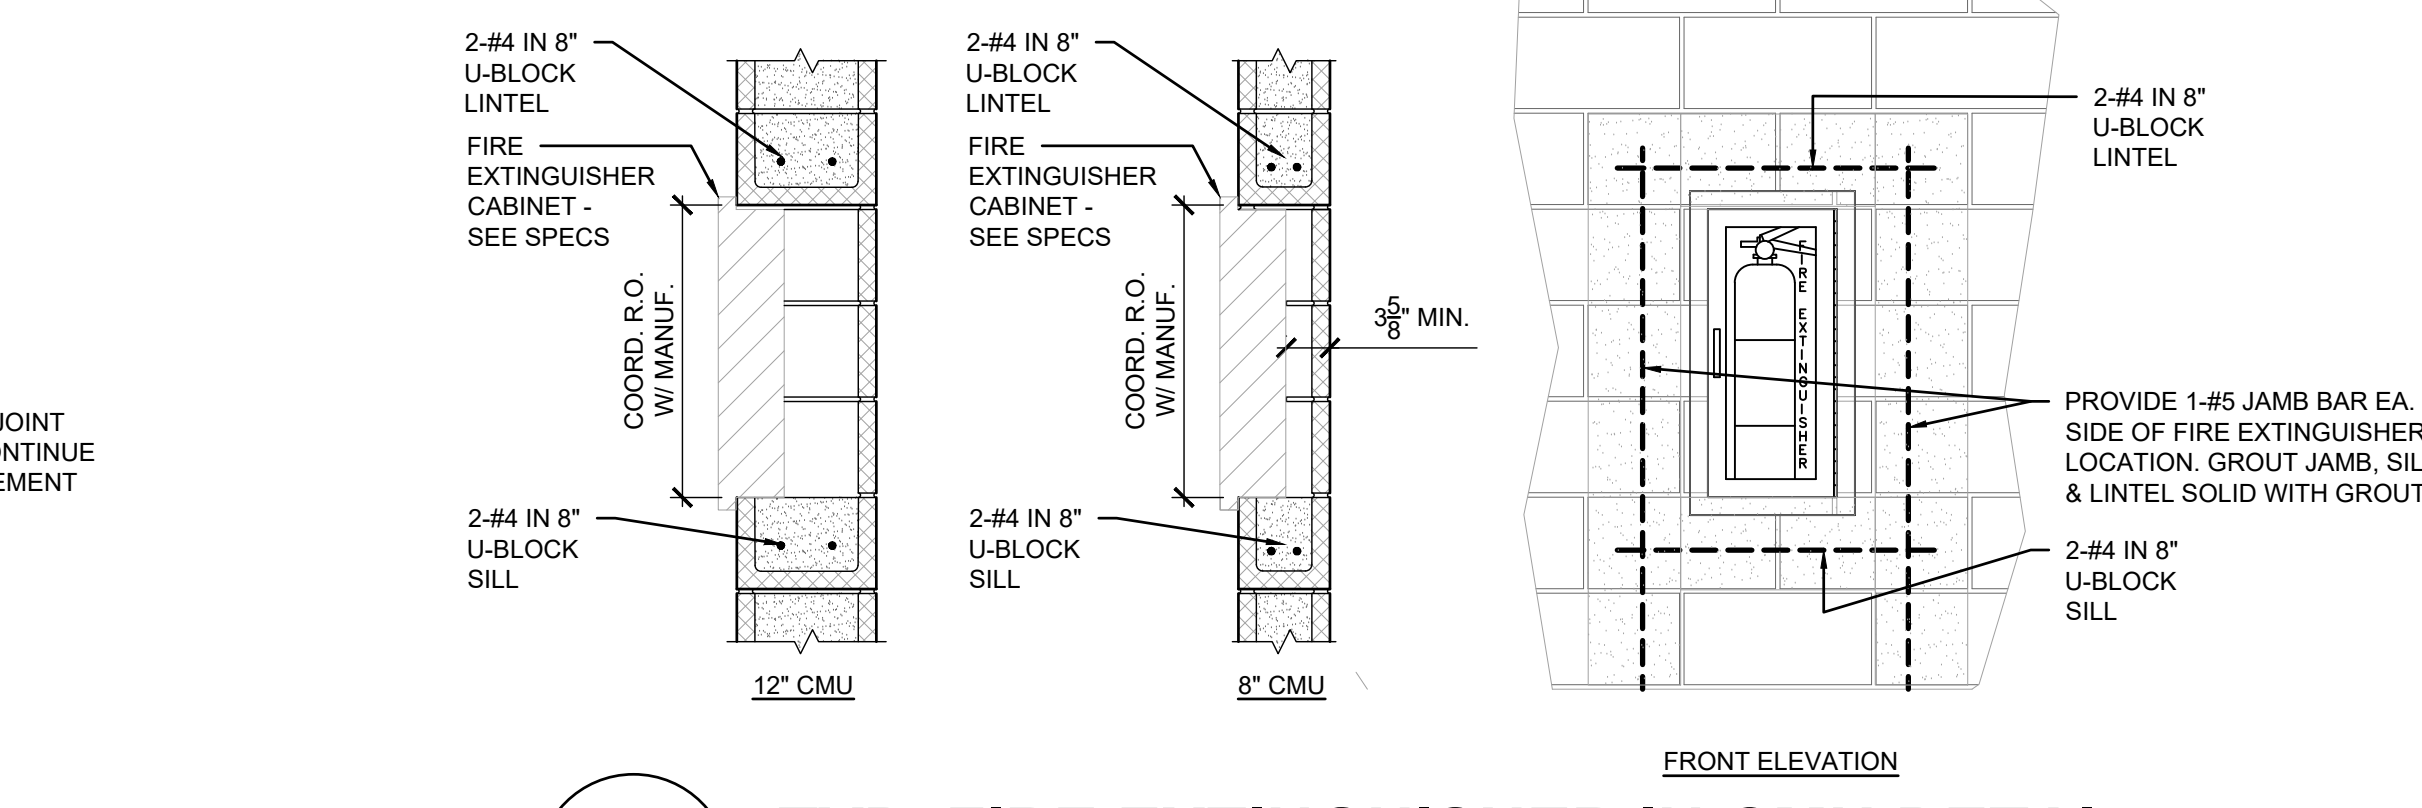 JOINT
EMENT
2-#4 IN 8"
U-BLOCK
LINTEL
FIRE
EXTINGUISHER
CABINET -
SEE SPECS
COORD. R.O.
W/ MANUF.
2-#4 IN 8"
U-BLOCK
SILL
12" CMU
2-#4 IN 8"
U-BLOCK
LINTEL
FIRE
EXTINGUISHER
CABINET -
SEE SPECS
COORD. R.O.
W/ MANUF.
3 5/8" MIN.
2-#4 IN 8"
U-BLOCK
SILL
8" CMU
2-#4 IN 8"
U-BLOCK
LINTEL
FIRE EXTINGUISHER
PROVIDE 1-#5 JAMB BAR EA.
SIDE OF FIRE EXTINGUISHER
LOCATION. GROUT JAMB, SIL
& LINTEL SOLID WITH GROUT
2-#4 IN 8"
U-BLOCK
SILL
FRONT ELEVATION